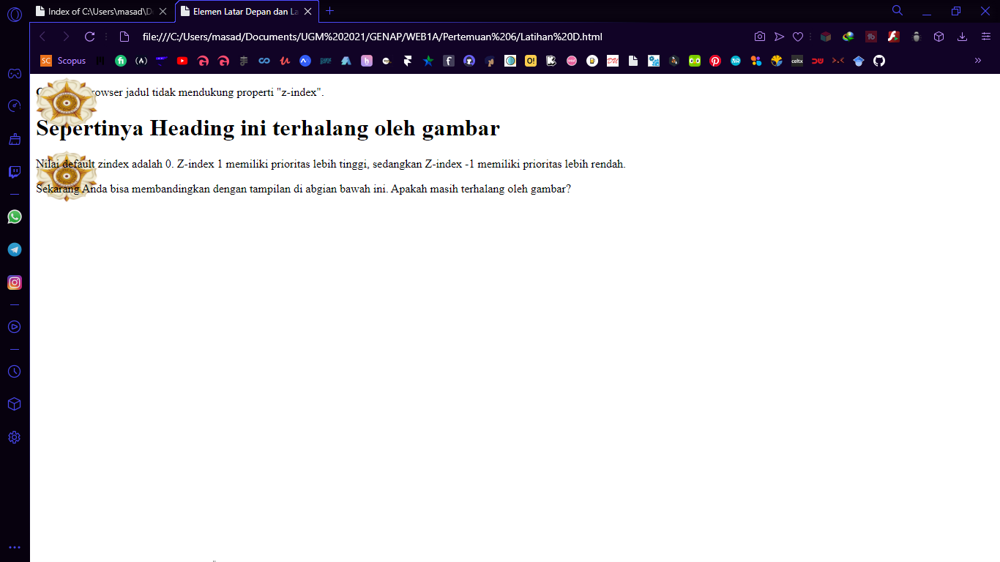 Index of C:\Users\masad\D
Elemen Latar Depan dan La
file:///C:/Users/masad/Documents/UGM%202021/GENAP/WEB1A/Pertemuan%206/Latihan%20D.html
SC Scopus
rowser jadul tidak mendukung properti "z-index".
Sepertinya Heading ini terhalang oleh gambar
Nilai default zindex adalah 0. Z-index 1 memiliki prioritas lebih tinggi, sedangkan Z-index -1 memiliki prioritas lebih rendah.
Sekarang Anda bisa membandingkan dengan tampilan di abgian bawah ini. Apakah masih terhalang oleh gambar?